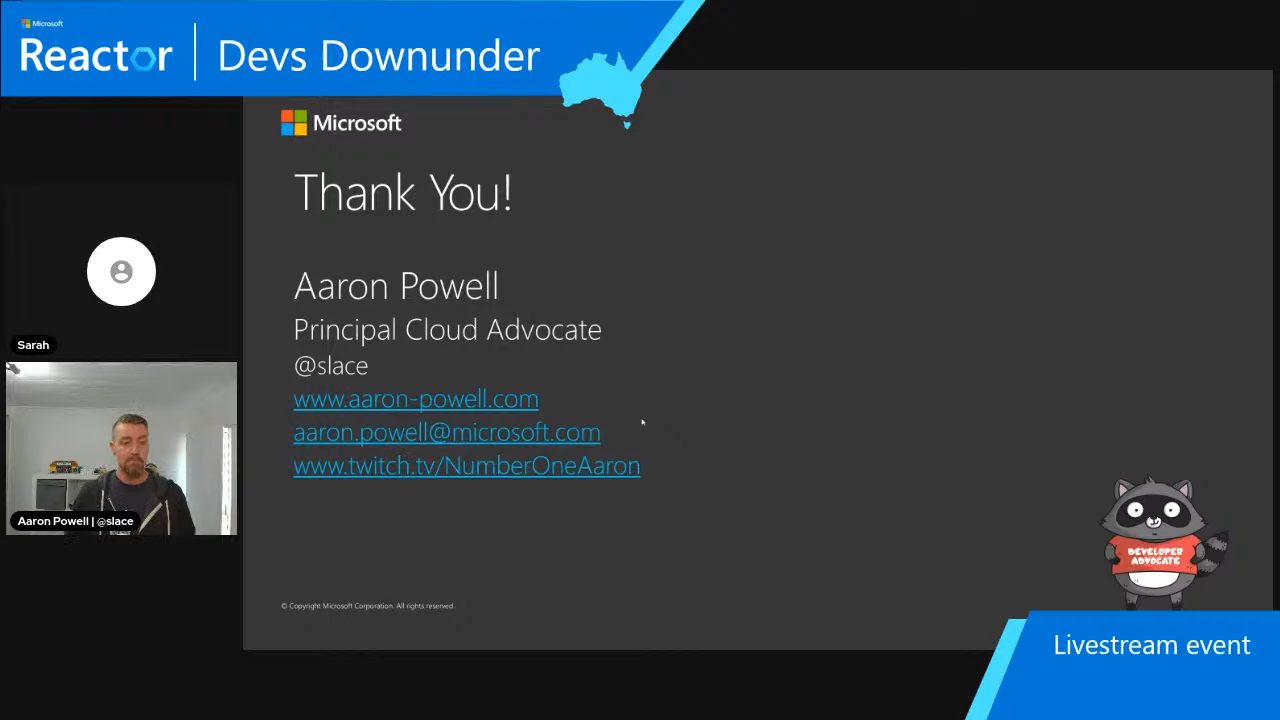 Microsoft
Reactor
Devs Downunder
Microsoft
Thank You!
Aaron Powell
Principal Cloud Advocate
@slace
www.aaron-powell.com
aaron.powell@microsoft.com
www.twitch.tv/NumberOneAaron
Sarah
Aaron Powell | @slace
DEVELOPER
ADVOCATE
© Copyright Microsoft Corporation. All rights reserved.
Livestream event